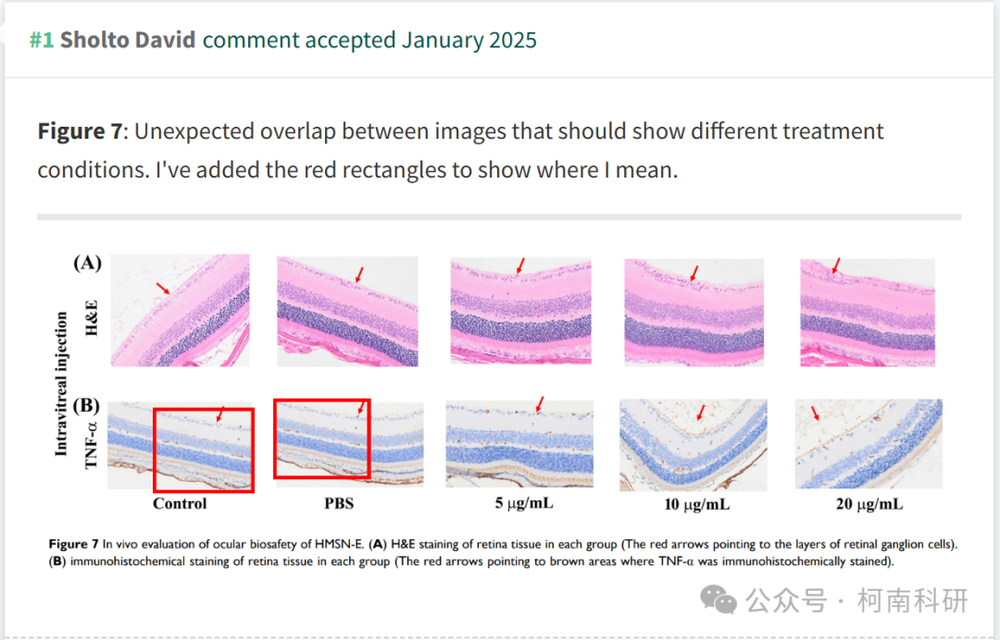 #1 Sholto David comment accepted January 2025
Figure 7: Unexpected overlap between images that should show different treatment
conditions. I've added the red rectangles to show where I mean.
(A)
H&E
Intravitreal injection
(B)
TNF-α
Control
PBS
5 μg/mL
10 μg/mL
20 μg/mL
Figure 7 In vivo evaluation of ocular biosafety of HMSN-E. (A) H&E staining of retina tissue in each group (The red arrows pointing to the layers of retinal ganglion cells).
(B) immunohistochemical staining of retina tissue in each group (The red arrows pointing to brown areas where TNF-α was immunohistochemically stained).
公众号 · 柯南科研